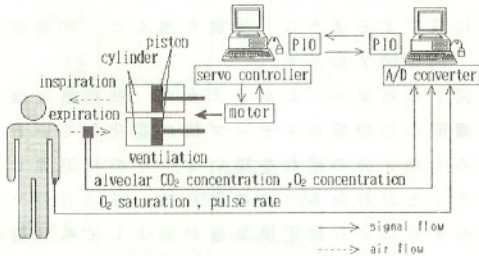 piston
cylinder
PIO
PIO
servo controller
A/D converter
inspiration
expiration
motor
ventilation
alveolar CO₂ concentration ,O₂ concentration
O₂ saturation , pulse rate
signal flow
air flow